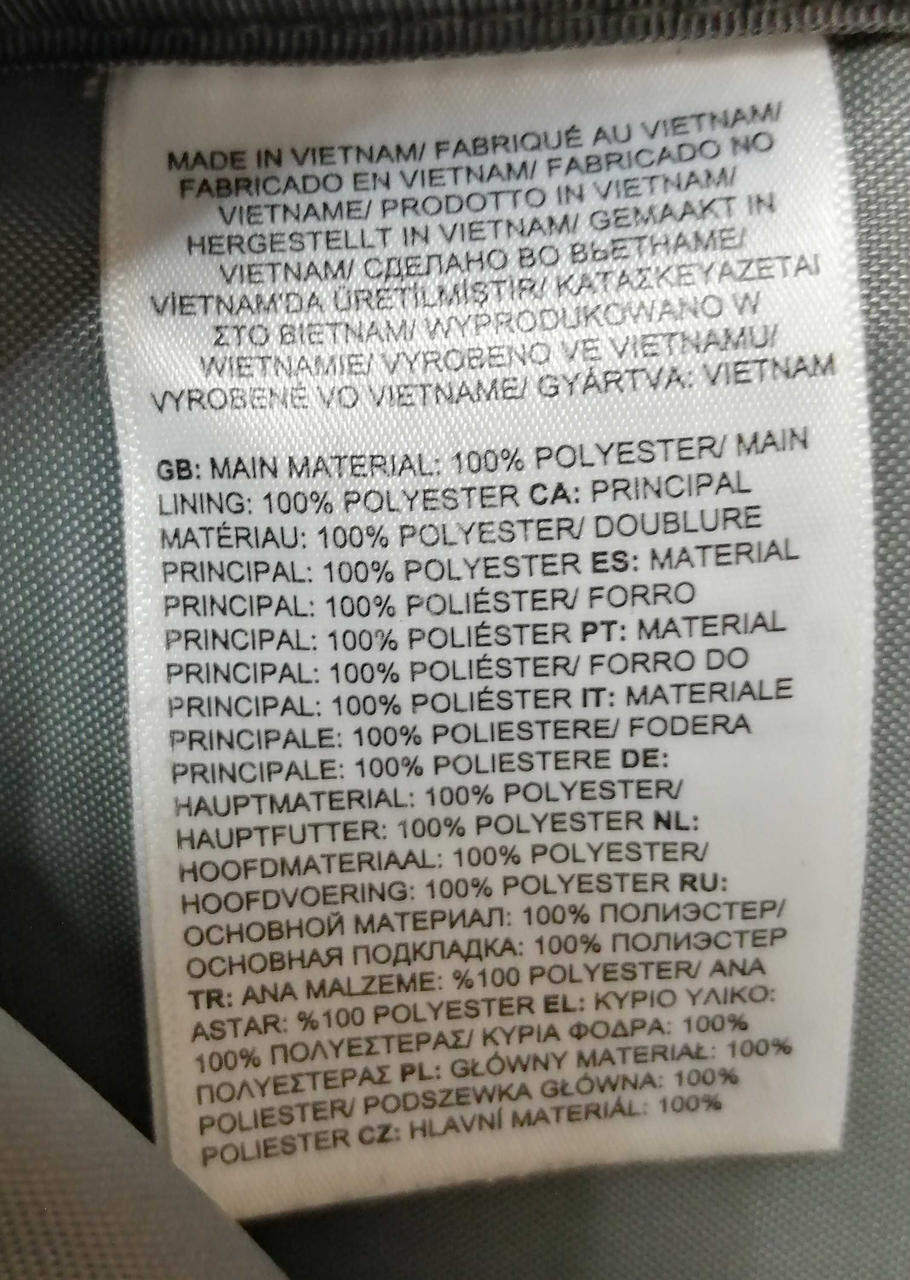 MADE IN VIETNAM/ FABRIQUÉ AU VIETNAM/
FABRICADO EN VIETNAM/ FABRICADO NO
VIETNAME/ PRODOTTO IN VIETNAM/
HERGESTELLT IN VIETNAM/ GEMAAKT IN
VIETNAM/ СДЕЛАНО ВО ВЬЕТНАМЕ/
VİETNAM'DA ÜRETİLMİŞTİR/ ΚΑΤΑΣΚΕΥΑΖΕΤΑΙ
ΣΤΟ ΒΙΕΤΝΑΜ/ WYPRODUKOWANO W
WIETNAMIE/ VYROBENO VE VIETNAMU/
VYROBENÉ VO VIETNAME/ GYÁRTVA: VIETNAM
GB: MAIN MATERIAL: 100% POLYESTER/ MAIN
LINING: 100% POLYESTER CA: PRINCIPAL
MATÉRIAU: 100% POLYESTER/ DOUBLURE
PRINCIPAL: 100% POLYESTER ES: MATERIAL
PRINCIPAL: 100% POLIÉSTER/ FORRO
PRINCIPAL: 100% POLIÉSTER PT: MATERIAL
PRINCIPAL: 100% POLIÉSTER/ FORRO DO
PRINCIPAL: 100% POLIÉSTER IT: MATERIALE
PRINCIPALE: 100% POLIESTERE/ FODERA
PRINCIPALE: 100% POLIESTERE DE:
HAUPTMATERIAL: 100% POLYESTER/
HAUPTFUTTER: 100% POLYESTER NL:
HOOFDMATERIAAL: 100% POLYESTER/
HOOFDVOERING: 100% POLYESTER RU:
ОСНОВНОЙ МАТЕРИАЛ: 100% ПОЛИЭСТЕР/
ОСНОВНАЯ ПОДКЛАДКА: 100% ПОЛИЭСТЕР
TR: ANA MALZEME: %100 POLYESTER/ ANA
ASTAR: %100 POLYESTER EL: ΚΥΡΙΟ ΥΛΙΚΟ:
100% ΠΟΛΥΕΣΤΕΡΑΣ/ ΚΥΡΙΑ ΦΟΔΡΑ: 100%
ΠΟΛΥΕΣΤΕΡΑΣ PL: GŁÓWNY MATERIAŁ: 100%
POLIESTER/ PODSZEWKA GŁÓWNA: 100%
POLIESTER CZ: HLAVNÍ MATERIÁL: 100%